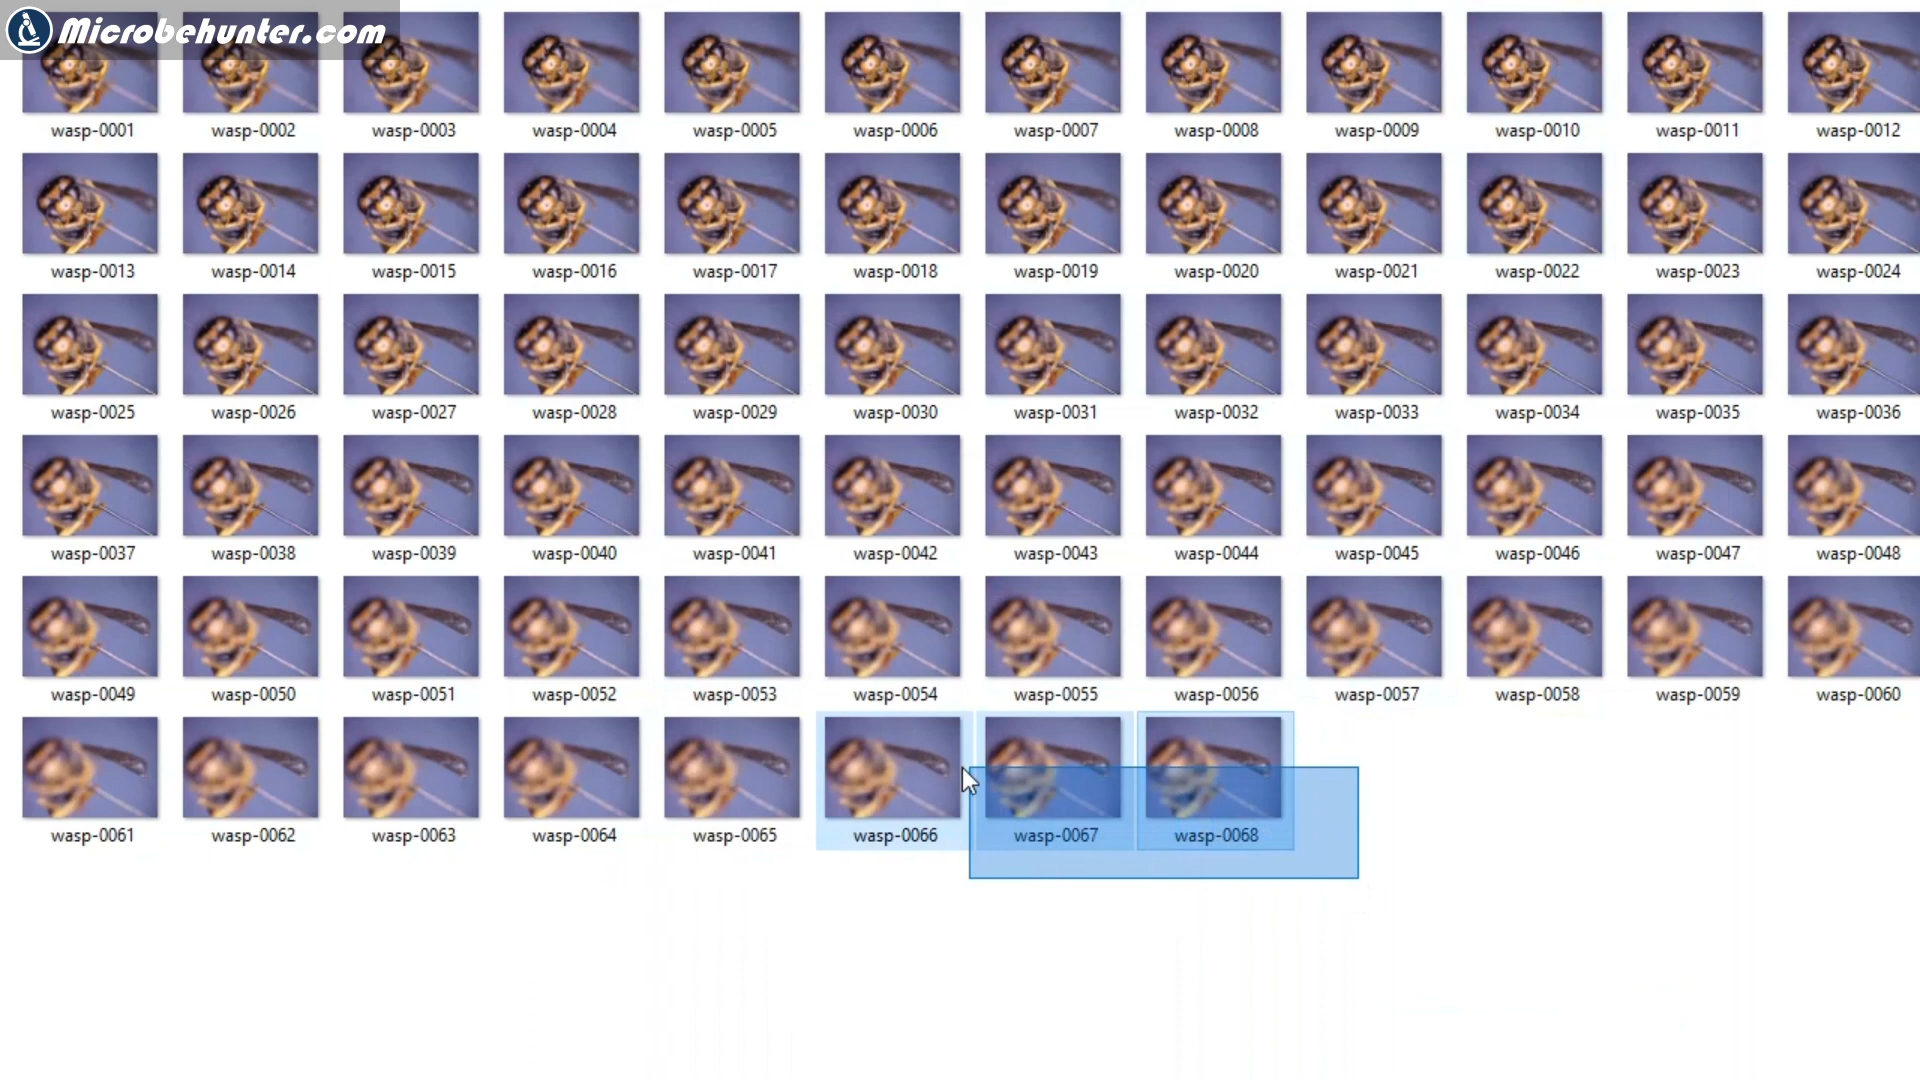 Microbehunter.com
wasp-0001 wasp-0002 wasp-0003 wasp-0004 wasp-0005 wasp-0006 wasp-0007 wasp-0008 wasp-0009 wasp-0010 wasp-0011 wasp-0012
wasp-0013 wasp-0014 wasp-0015 wasp-0016 wasp-0017 wasp-0018 wasp-0019 wasp-0020 wasp-0021 wasp-0022 wasp-0023 wasp-0024
wasp-0025 wasp-0026 wasp-0027 wasp-0028 wasp-0029 wasp-0030 wasp-0031 wasp-0032 wasp-0033 wasp-0034 wasp-0035 wasp-0036
wasp-0037 wasp-0038 wasp-0039 wasp-0040 wasp-0041 wasp-0042 wasp-0043 wasp-0044 wasp-0045 wasp-0046 wasp-0047 wasp-0048
wasp-0049 wasp-0050 wasp-0051 wasp-0052 wasp-0053 wasp-0054 wasp-0055 wasp-0056 wasp-0057 wasp-0058 wasp-0059 wasp-0060
wasp-0061 wasp-0062 wasp-0063 wasp-0064 wasp-0065 wasp-0066 wasp-0067 wasp-0068